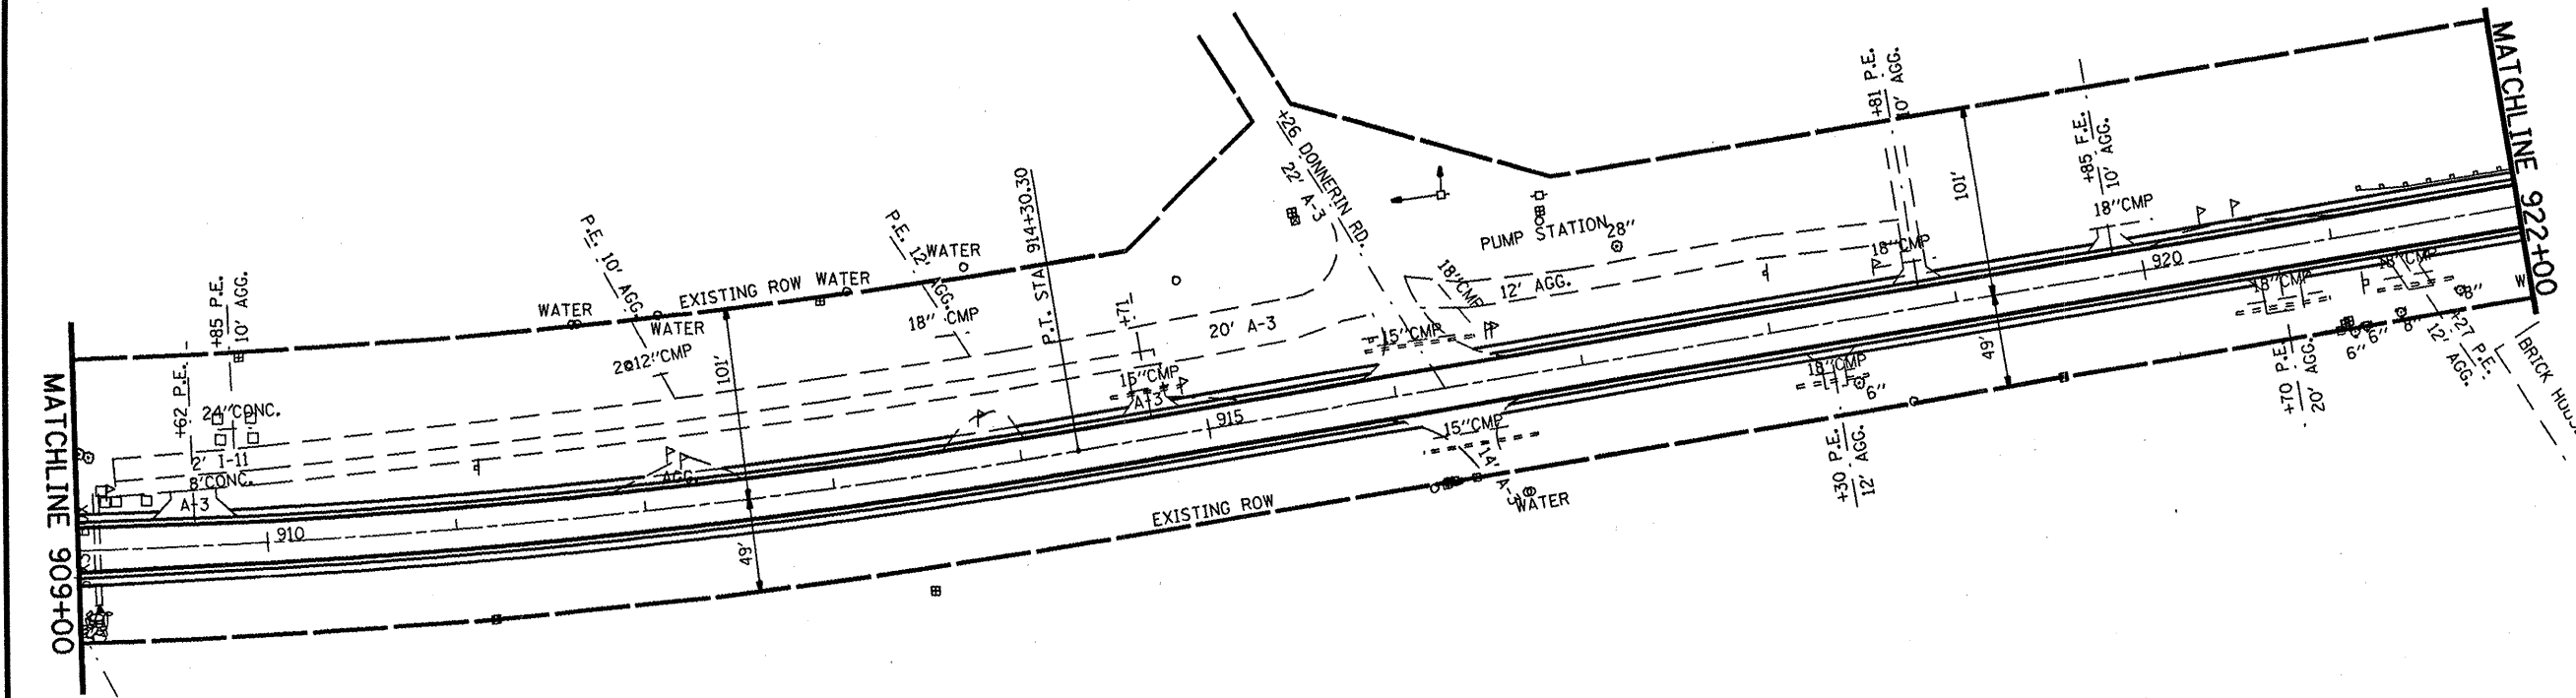 MATCHLINE 909+00
+62 P.E.
+85 P.E.
10' AGG.
24" CONC.
2' I-11
8' CONC.
A-3
910
P.E. 10' AGG.
WATER
EXISTING ROW
WATER
WATER
12" CMP
AGG.
101'
49'
P.E. 12' AGG.
WATER
18" CMP
P.T. STA. 914+30.30
+71
15" CMP
A-3
915
20' A-3
EXISTING ROW
+26 DONNERIN RD.
22' A-3
15" CMP
18" CMP
12' AGG.
PUMP STATION
28"
15" CMP
14' A-3
WATER
+81 P.E.
10' AGG.
18" CMP
101'
49'
18" CMP
6"
+30 P.E.
12' AGG.
+85 F.E.
10' AGG.
18" CMP
920
18" CMP
+70 P.E.
20' AGG.
18" CMP
6"
6"
8"
8"
+27 P.E.
12' AGG.
W
MATCHLINE 922+00